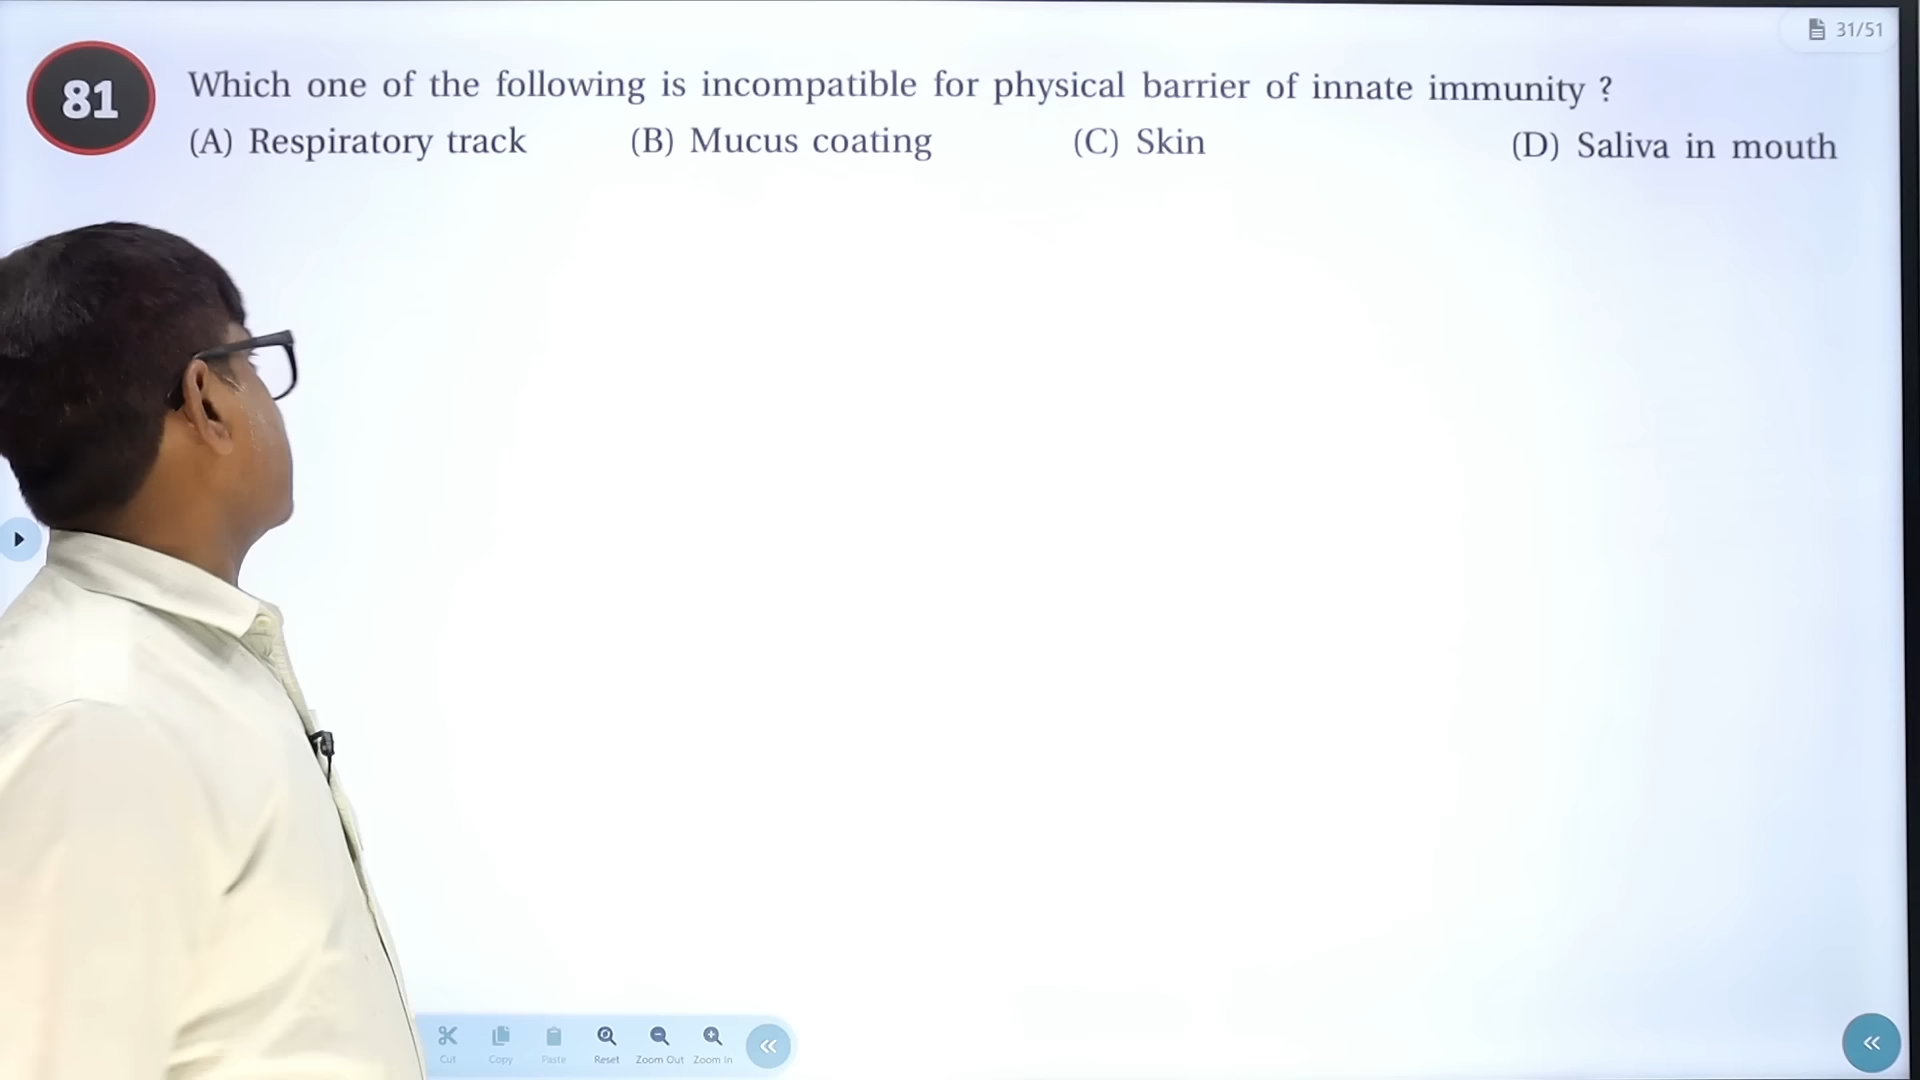 31/51
81 Which one of the following is incompatible for physical barrier of innate immunity ?
(A) Respiratory track (B) Mucus coating (C) Skin (D) Saliva in mouth
Cut Copy Paste Reset Zoom Out Zoom In